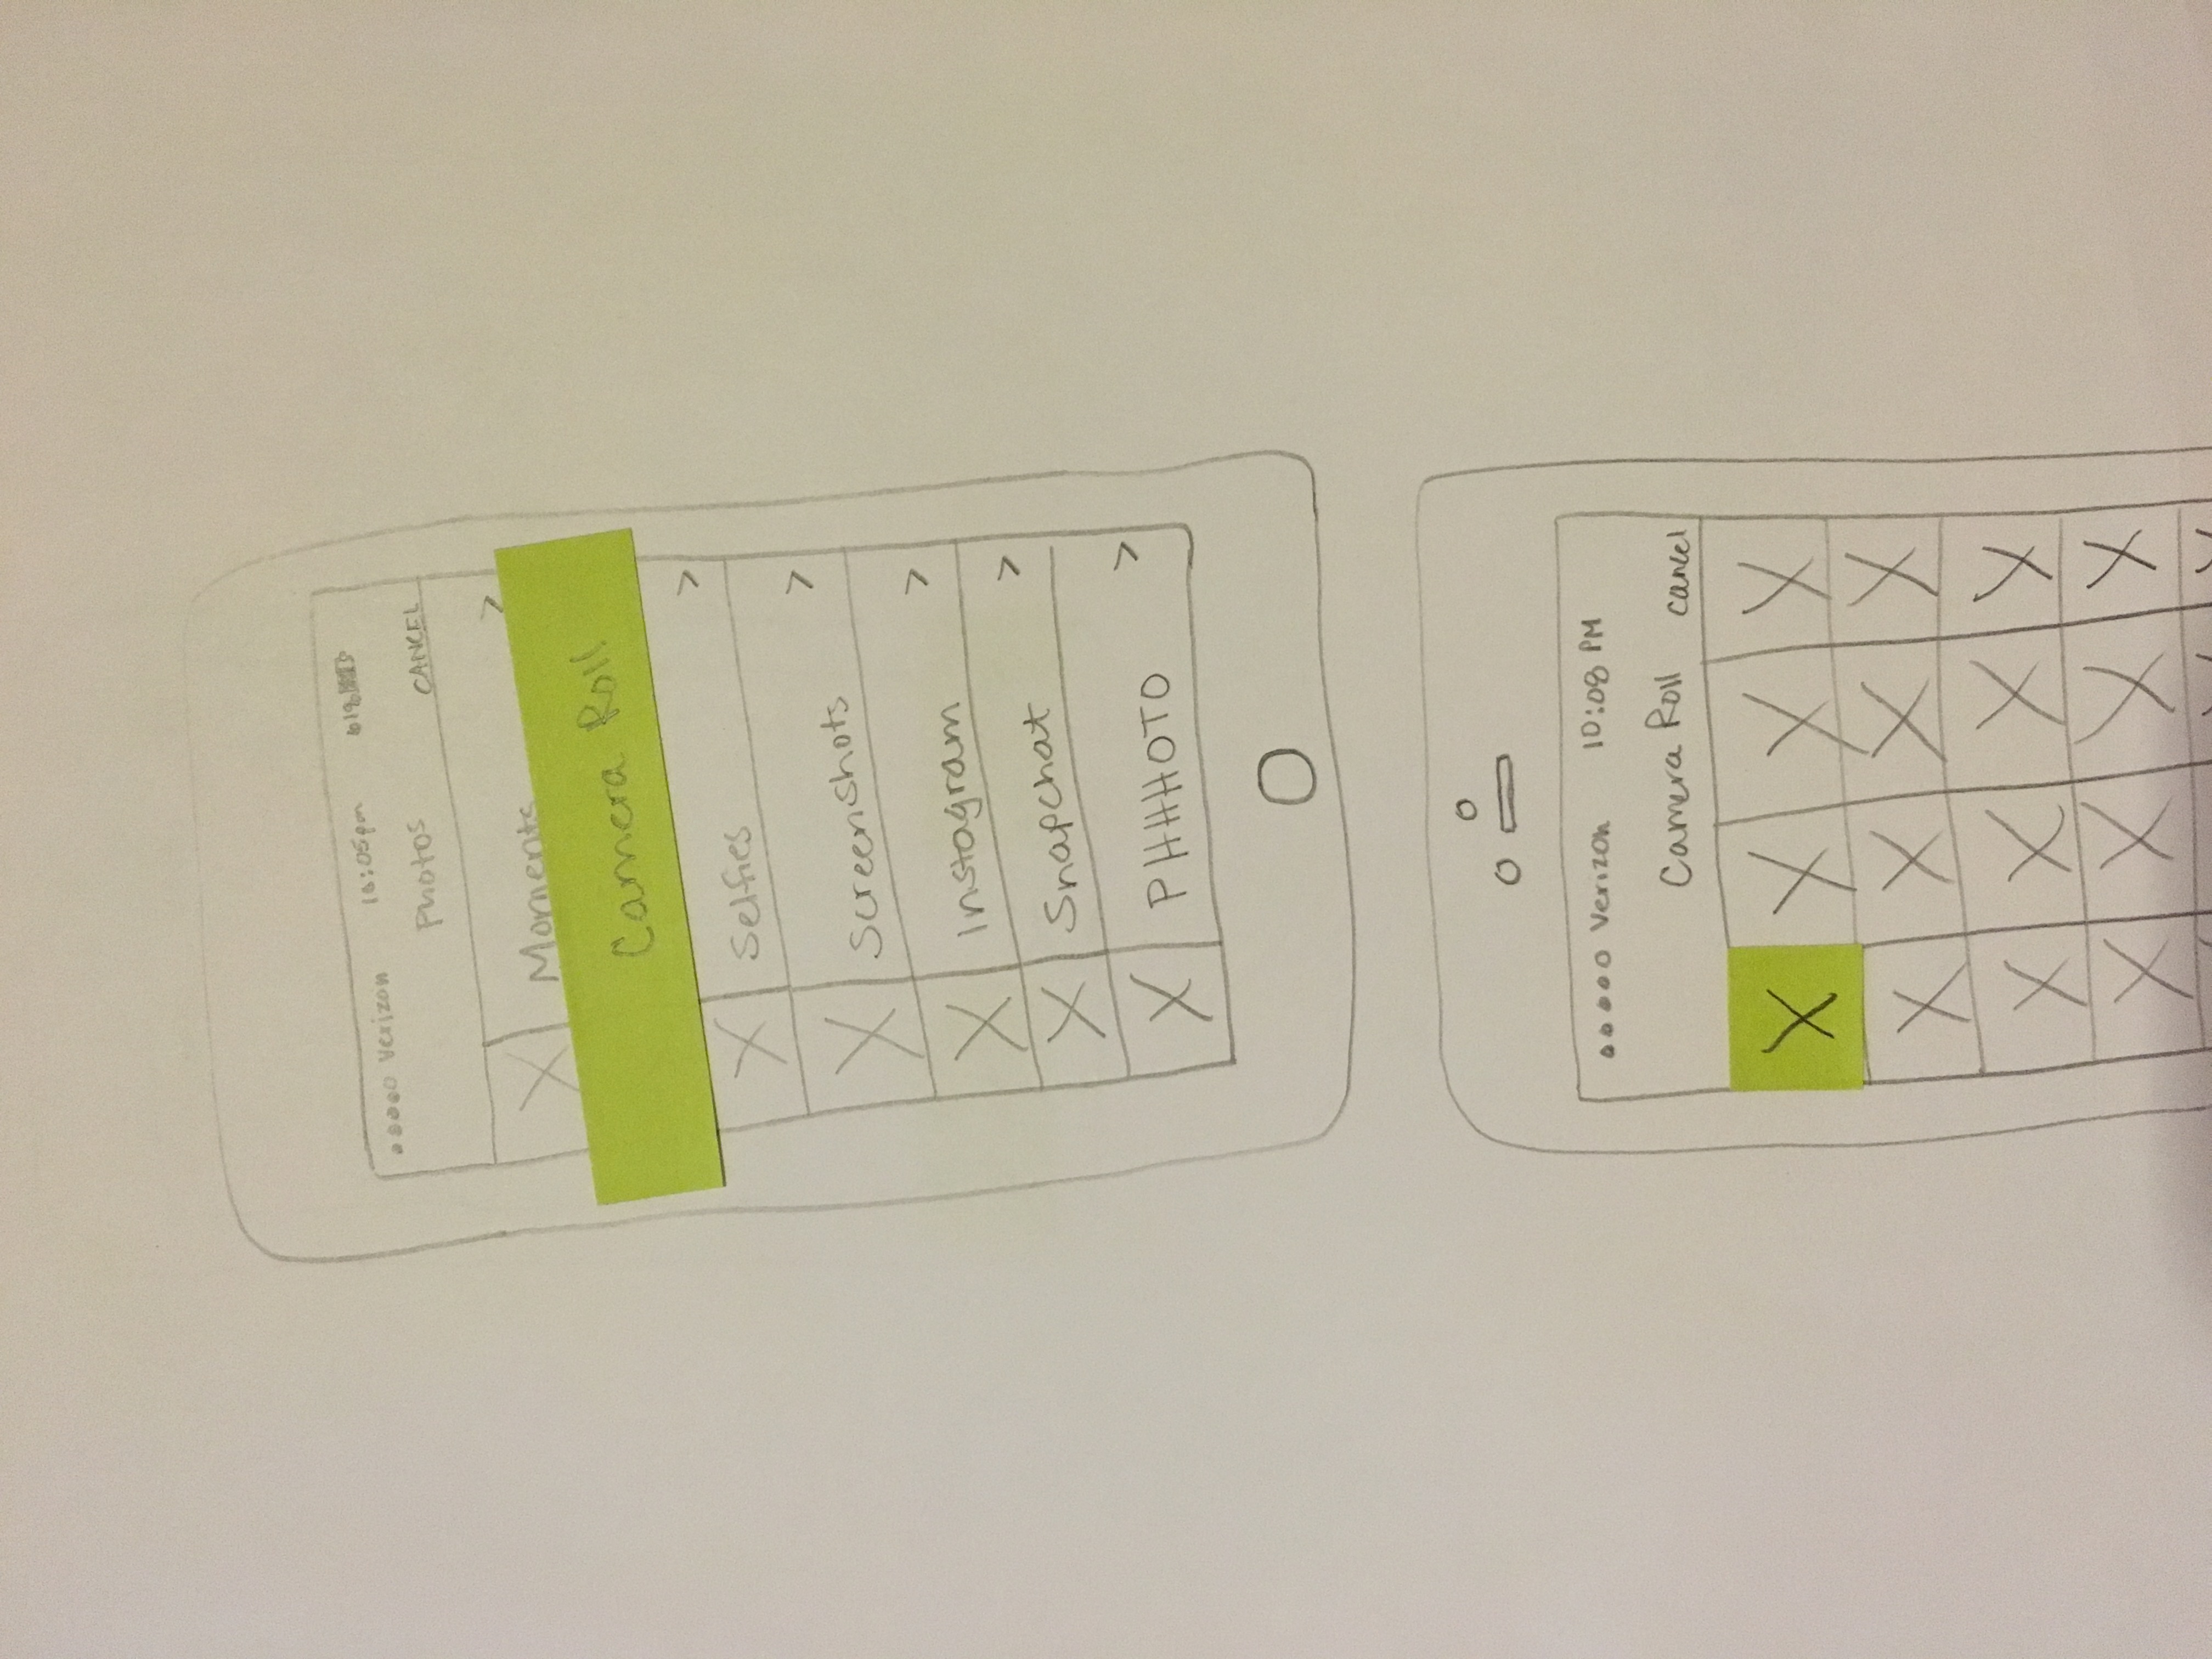 Verizon 10:05pm
Photos CANCEL
Moments >
Camera Roll
Selfies >
Screenshots >
Instagram >
Snapchat >
PHHHOTO >
Verizon 10:08 PM
Camera Roll cancel